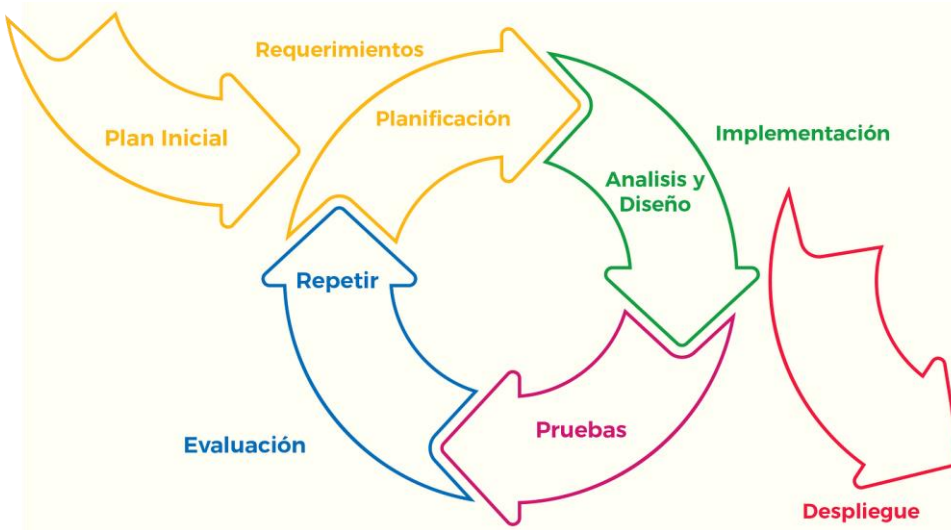 Requerimientos
Planificación
Plan Inicial
Implementación
Analisis y
Diseño
Repetir
Pruebas
Evaluación
Despliegue